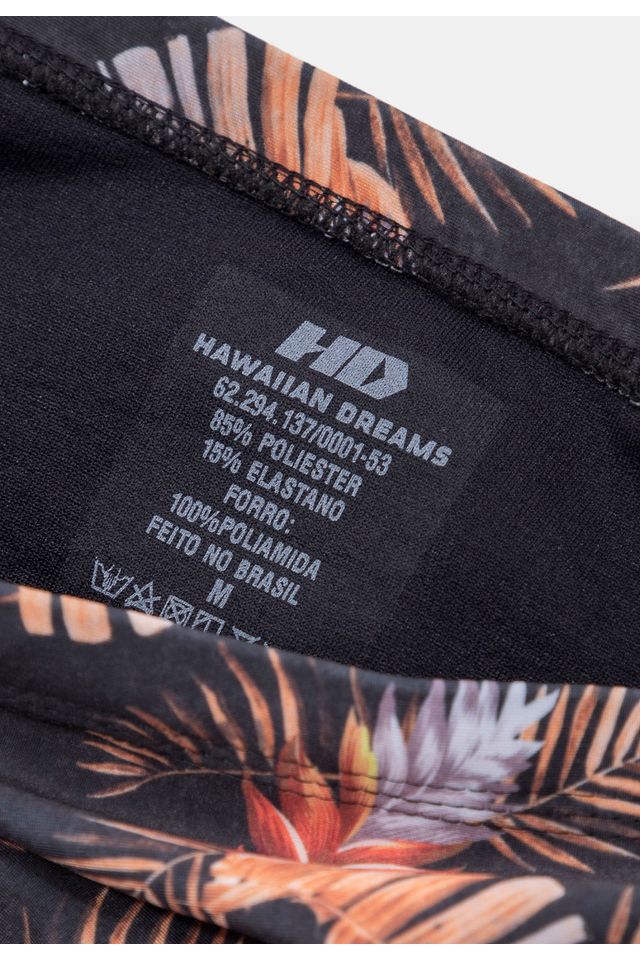 HD
HAWAIIAN DREAMS
62.294.137/0001-53
85% POLIESTER
15% ELASTANO
FORRO:
100%POLIAMIDA
FEITO NO BRASIL
M